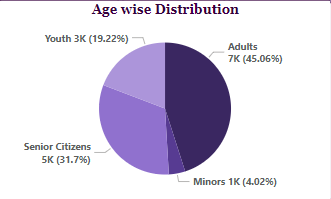 Age wise Distribution
Youth 3K (19.22%)
Adults
7K (45.06%)
Senior Citizens
5K (31.7%)
Minors 1K (4.02%)